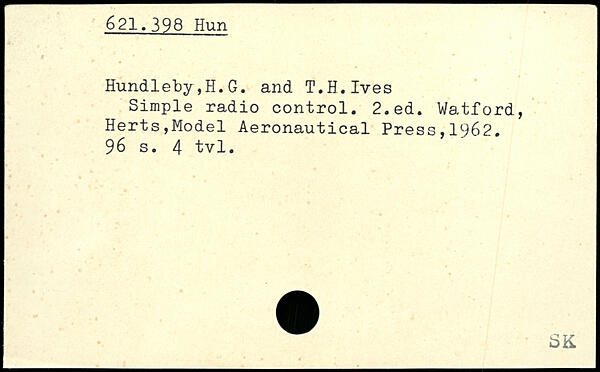 621.398 Hun
Hundleby,H.G. and T.H.Ives
Simple radio control. 2.ed. Watford,
Herts,Model Aeronautical Press,1962.
96 s. 4 tvl.
SK